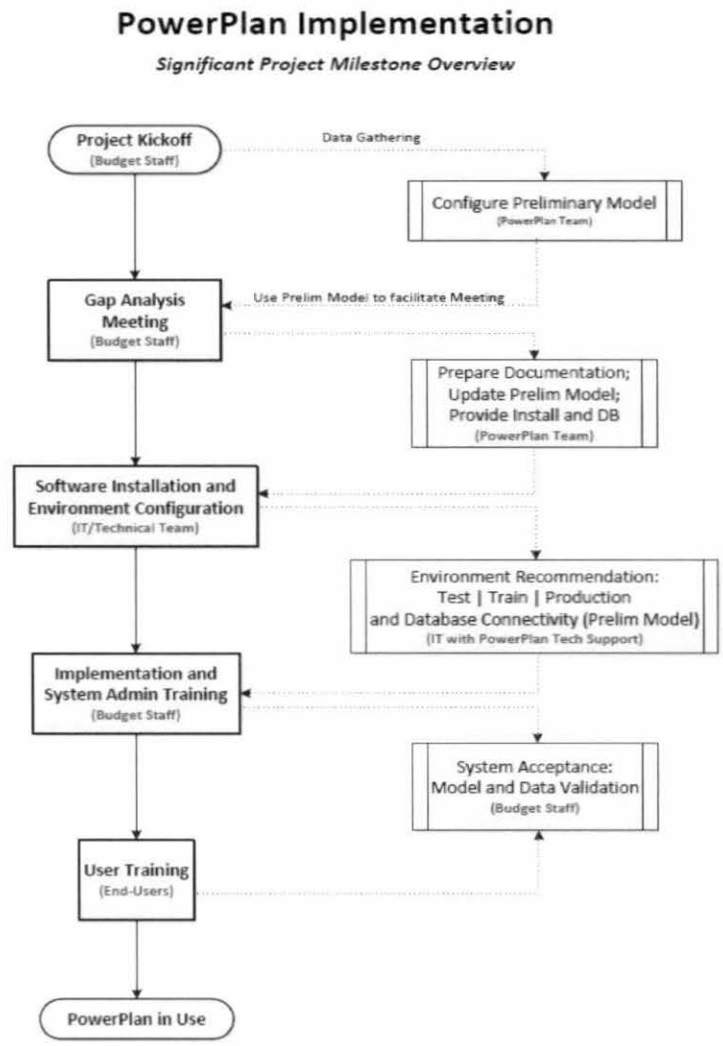 PowerPlan Implementation
Significant Project Milestone Overview
Project Kickoff
(Budget Staff)
Data Gathering
Configure Preliminary Model
(PowerPlan Team)
Gap Analysis
Meeting
(Budget Staff)
Use Prelim Model to facilitate Meeting
Prepare Documentation;
Update Prelim Model;
Provide Install and DB
(PowerPlan Team)
Software Installation and
Environment Configuration
(IT/Technical Team)
Environment Recommendation:
Test | Train | Production
and Database Connectivity (Prelim Model)
(IT with PowerPlan Tech Support)
Implementation and
System Admin Training
(Budget Staff)
System Acceptance:
Model and Data Validation
(Budget Staff)
User Training
(End-Users)
PowerPlan in Use